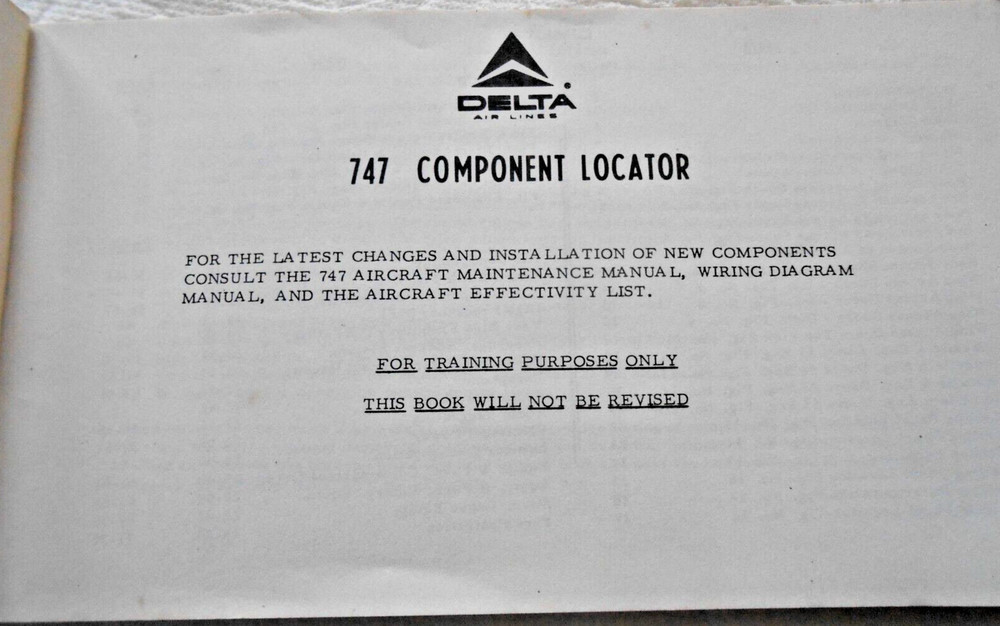 DELTA
AIR LINES
747 COMPONENT LOCATOR
FOR THE LATEST CHANGES AND INSTALLATION OF NEW COMPONENTS
CONSULT THE 747 AIRCRAFT MAINTENANCE MANUAL, WIRING DIAGRAM
MANUAL, AND THE AIRCRAFT EFFECTIVITY LIST.
FOR TRAINING PURPOSES ONLY
THIS BOOK WILL NOT BE REVISED